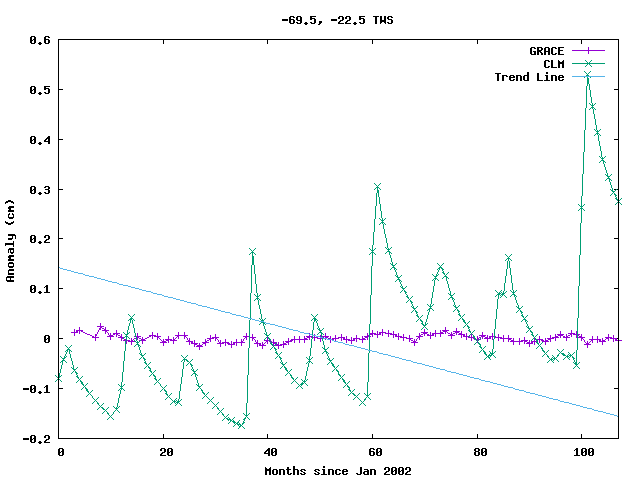 -69.5, -22.5 TWS
GRACE
CLM
Trend Line
0.6
0.5
0.4
0.3
0.2
0.1
0
-0.1
-0.2
Anomaly (cm)
0 20 40 60 80 100
Months since Jan 2002